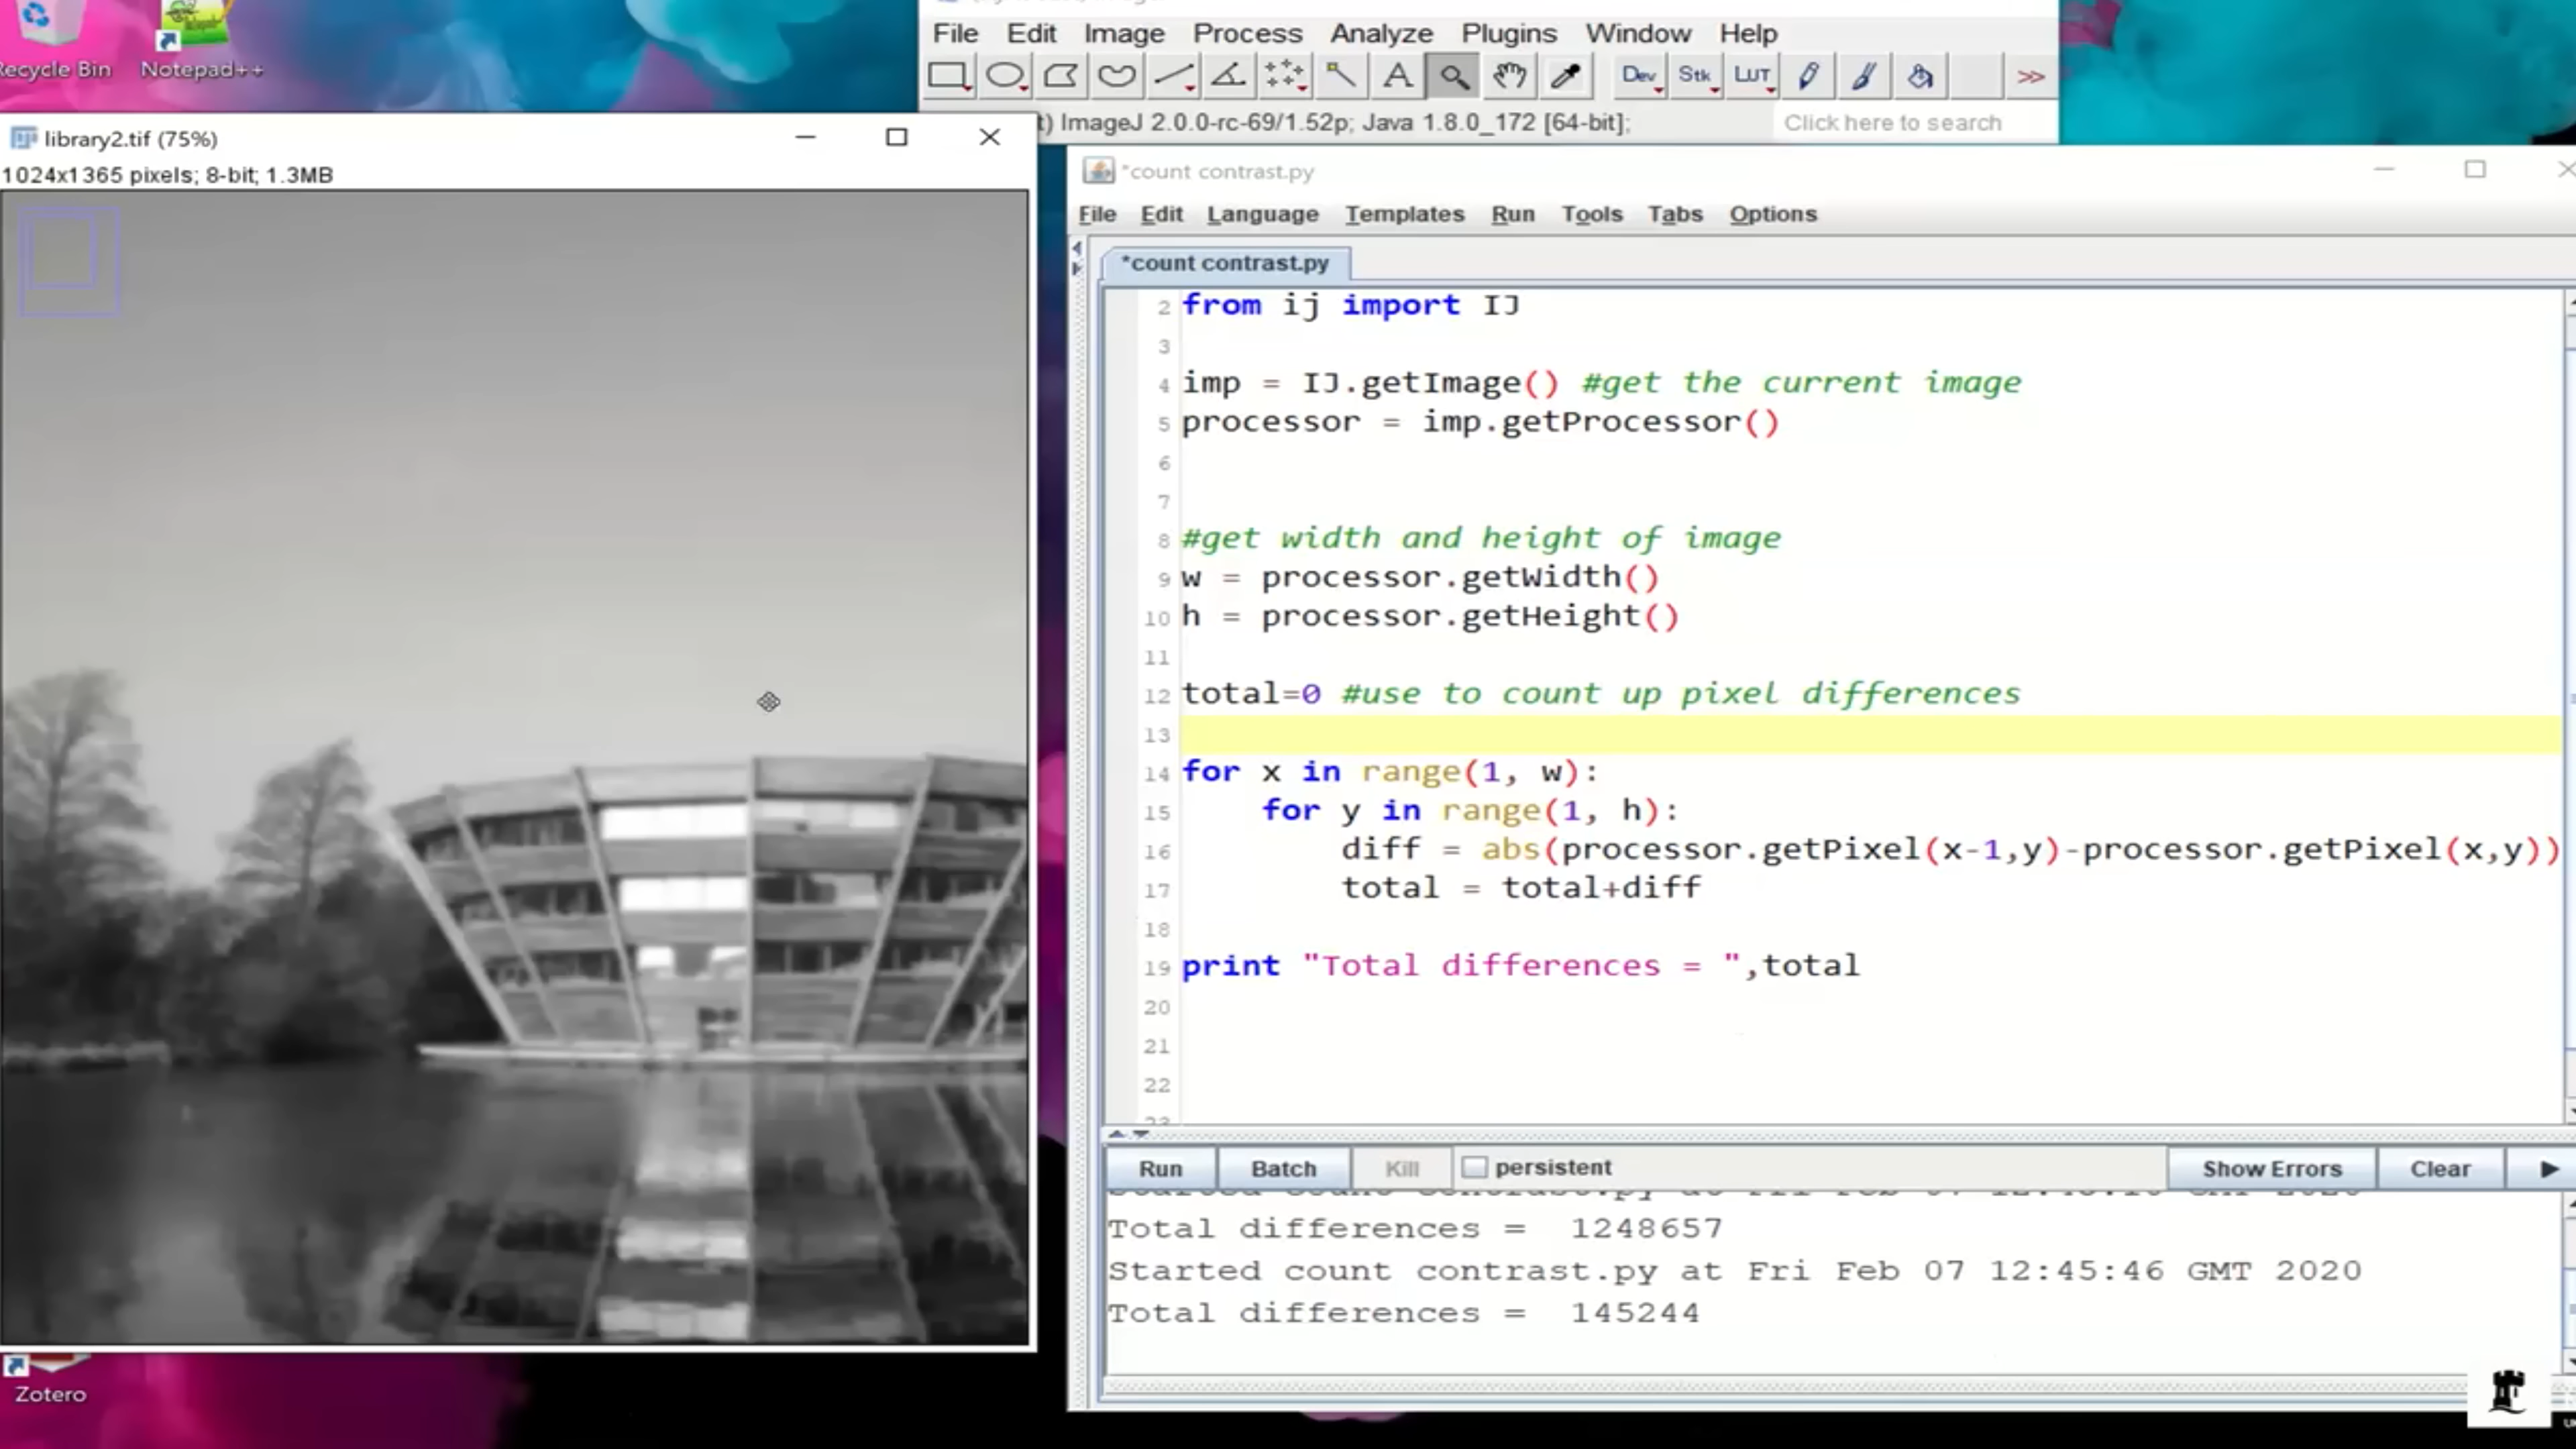 Recycle Bin
Notepad++
File Edit Image Process Analyze Plugins Window Help
Dev Stk LUT >>
ImageJ 2.0.0-rc-69/1.52p; Java 1.8.0_172 [64-bit];
Click here to search
library2.tif (75%)
1024x1365 pixels; 8-bit; 1.3MB
*count contrast.py
File Edit Language Templates Run Tools Tabs Options
*count contrast.py
2 from ij import IJ
3
4 imp = IJ.getImage() #get the current image
5 processor = imp.getProcessor()
6
7
8 #get width and height of image
9 w = processor.getWidth()
10 h = processor.getHeight()
11
12 total=0 #use to count up pixel differences
13
14 for x in range(1, w):
15 for y in range(1, h):
16 diff = abs(processor.getPixel(x-1,y)-processor.getPixel(x,y))
17 total = total+diff
18
19 print "Total differences = ",total
20
21
22
Run Batch Kill persistent Show Errors Clear
Total differences = 1248657
Started count contrast.py at Fri Feb 07 12:45:46 GMT 2020
Total differences = 145244
Zotero